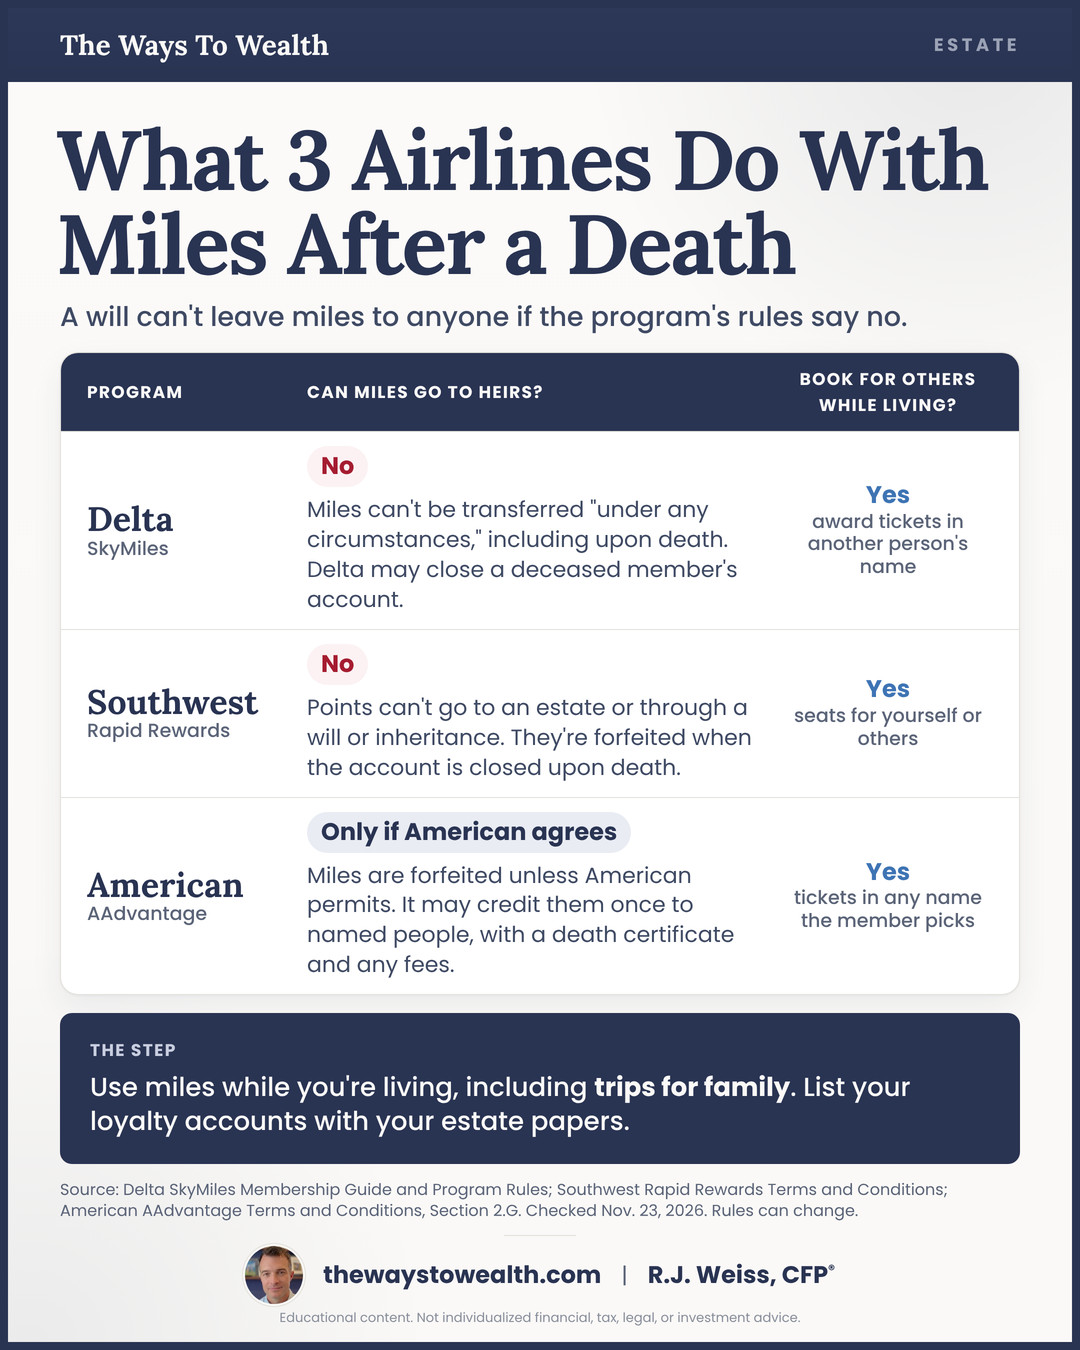 The Ways To Wealth
ESTATE
What 3 Airlines Do With
Miles After a Death
A will can't leave miles to anyone if the program's rules say no.
PROGRAM
CAN MILES GO TO HEIRS?
BOOK FOR OTHERS
WHILE LIVING?
Delta
SkyMiles
No
Miles can't be transferred "under any
circumstances," including upon death.
Delta may close a deceased member's
account.
Yes
award tickets in
another person's
name
Southwest
Rapid Rewards
No
Points can't go to an estate or through a
will or inheritance. They're forfeited when
the account is closed upon death.
Yes
seats for yourself or
others
American
AAdvantage
Only if American agrees
Miles are forfeited unless American
permits. It may credit them once to
named people, with a death certificate
and any fees.
Yes
tickets in any name
the member picks
THE STEP
Use miles while you're living, including trips for family. List your
loyalty accounts with your estate papers.
Source: Delta SkyMiles Membership Guide and Program Rules; Southwest Rapid Rewards Terms and Conditions;
American AAdvantage Terms and Conditions, Section 2.G. Checked Nov. 23, 2026. Rules can change.
thewaystowealth.com | R.J. Weiss, CFP®
Educational content. Not individualized financial, tax, legal, or investment advice.